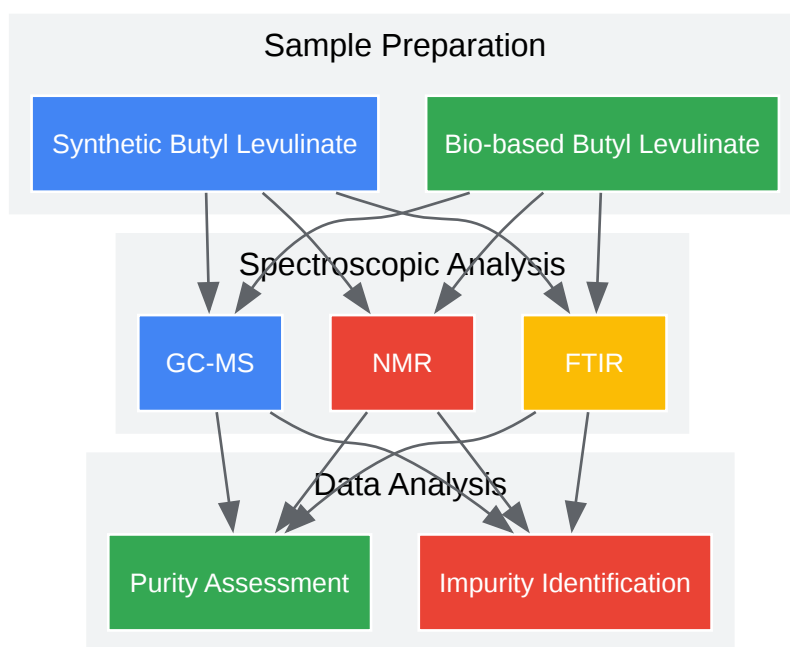 Sample Preparation
Synthetic Butyl Levulinate
Bio-based Butyl Levulinate
Spectroscopic Analysis
GC-MS
NMR
FTIR
Data Analysis
Purity Assessment
Impurity Identification